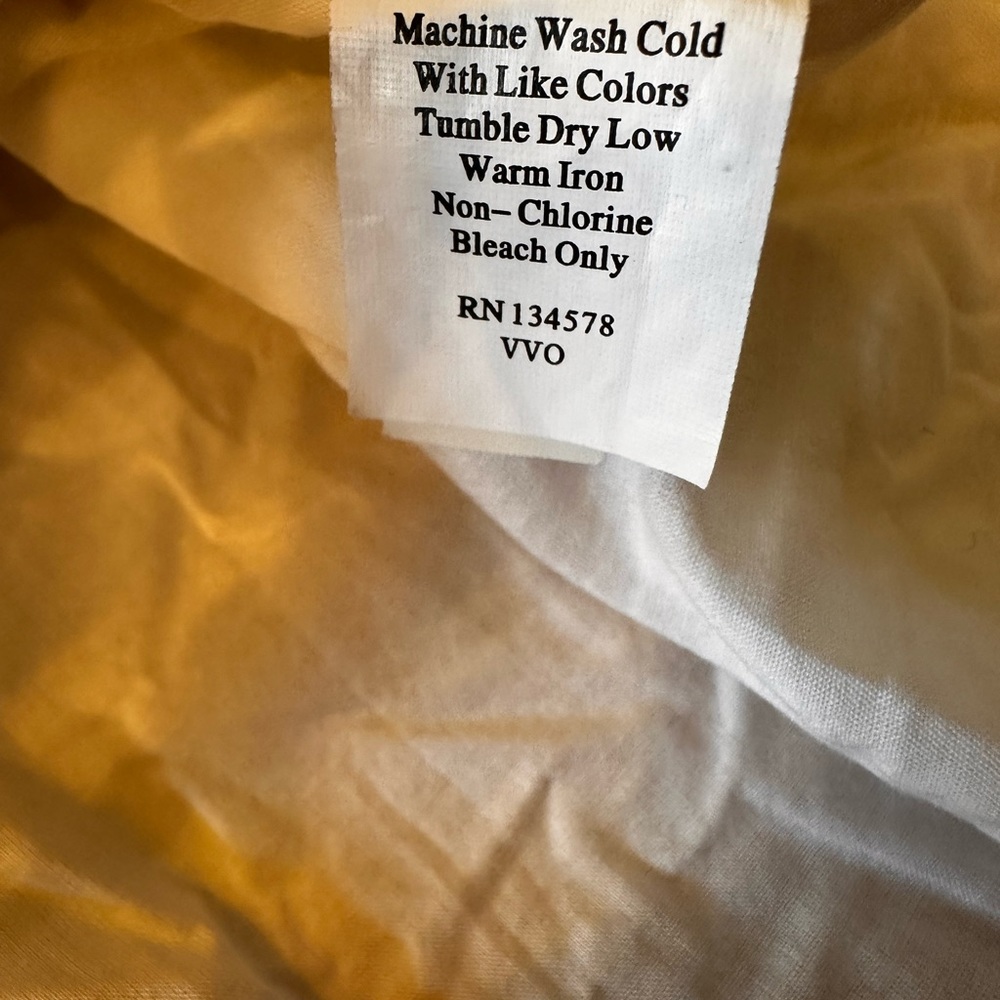 Machine Wash Cold
With Like Colors
Tumble Dry Low
Warm Iron
Non– Chlorine
Bleach Only
RN 134578
VVO